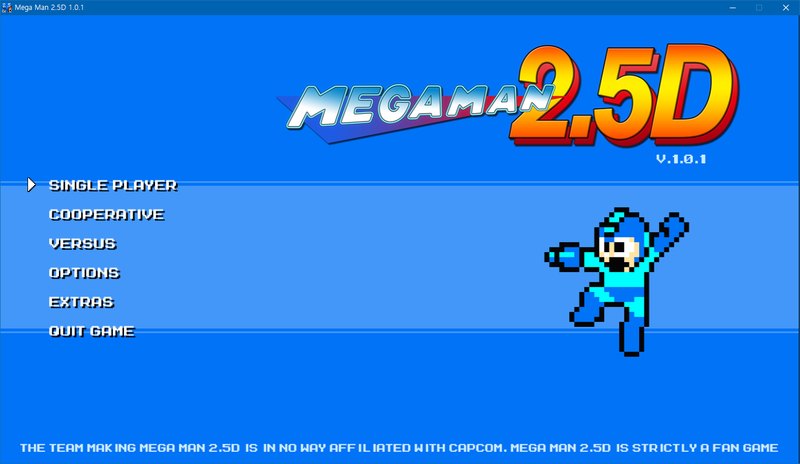 Mega Man 2.5D 1.0.1
MEGAMAN 2.5D
V.1.0.1
SINGLE PLAYER
COOPERATIVE
VERSUS
OPTIONS
EXTRAS
QUIT GAME
THE TEAM MAKING MEGA MAN 2.5D IS IN NO WAY AFFILIATED WITH CAPCOM. MEGA MAN 2.5D IS STRICTLY A FAN GAME